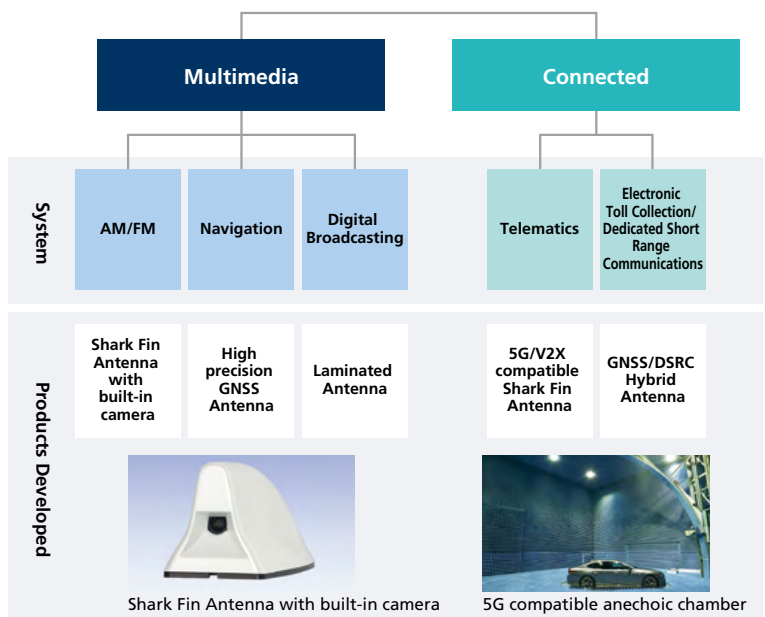 Multimedia
Connected
System
AM/FM
Navigation
Digital
Broadcasting
Telematics
Electronic
Toll Collection/
Dedicated Short
Range
Communications
Products Developed
Shark Fin
Antenna
with
built-in
camera
High
precision
GNSS
Antenna
Laminated
Antenna
5G/V2X
compatible
Shark Fin
Antenna
GNSS/DSRC
Hybrid
Antenna
Shark Fin Antenna with built-in camera
5G compatible anechoic chamber